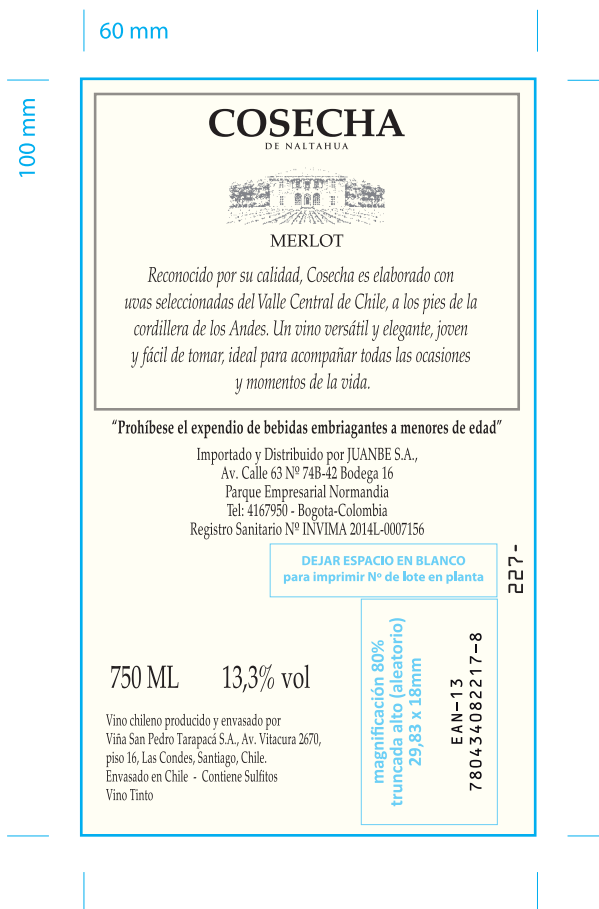 60 mm
100 mm
COSECHA
DE NALTAHUA
MERLOT
Reconocido por su calidad, Cosecha es elaborado con
uvas seleccionadas del Valle Central de Chile, a los pies de la
cordillera de los Andes. Un vino versátil y elegante, joven
y fácil de tomar, ideal para acompañar todas las ocasiones
y momentos de la vida.
“Prohíbese el expendio de bebidas embriagantes a menores de edad”
Importado y Distribuido por JUANBE S.A.,
Av. Calle 63 Nº 74B-42 Bodega 16
Parque Empresarial Normandia
Tel: 4167950 - Bogota-Colombia
Registro Sanitario Nº INVIMA 2014L-0007156
DEJAR ESPACIO EN BLANCO
para imprimir Nº de lote en planta
227-
750 ML 13,3% vol
Vino chileno producido y envasado por
Viña San Pedro Tarapacá S.A., Av. Vitacura 2670,
piso 16, Las Condes, Santiago, Chile.
Envasado en Chile - Contiene Sulfitos
Vino Tinto
magnificación 80%
truncada alto (aleatorio)
29,83 x 18mm
EAN-13
780434082217-8